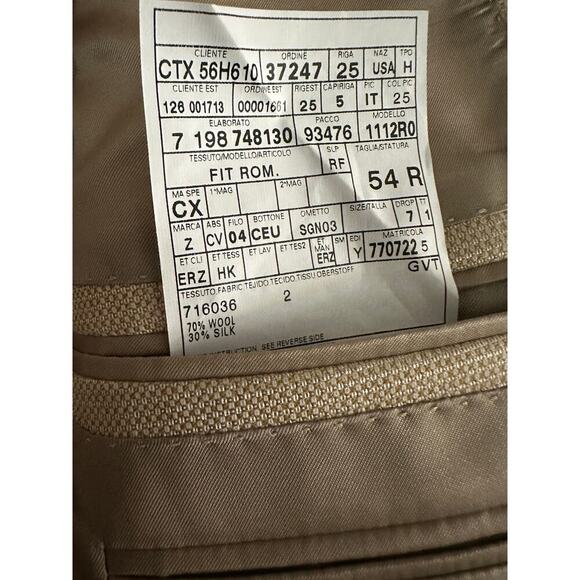 CLIENTE ORDINE RIGA NAZ TPO
CTX 56H610 37247 25 USA H
CLIENTE EST ORDINE EST RIGEST CAPIRIGA PIC COL.PIC
126 001713 00001661 25 5 IT 25
ELABORATO PACCO MODELLO
7 198 748130 93476 1112R0
TESSUTO/MODELLO/ARTICOLO SLP TAGLIA/STATURA
FIT ROM. RF 54 R
MA SPE 1°MAG 2°MAG
CX
MARCA ABS FILO BOTTONE OMETTO SIZE/TALLA DROP TT
Z CV 04 CEU SGN03 7 1
ET CLI ET TESS ET LAV ET TES2 ET MAN SM EDI MATRICOLA
ERZ HK ERZ Y 770722 5
TESSUTO.FABRIC.TEJIDO.TECIDO.TISSU.OBERSTOFF GVT
716036 2
70% WOOL
30% SILK
INSTRUCTION SEE REVERSE SIDE